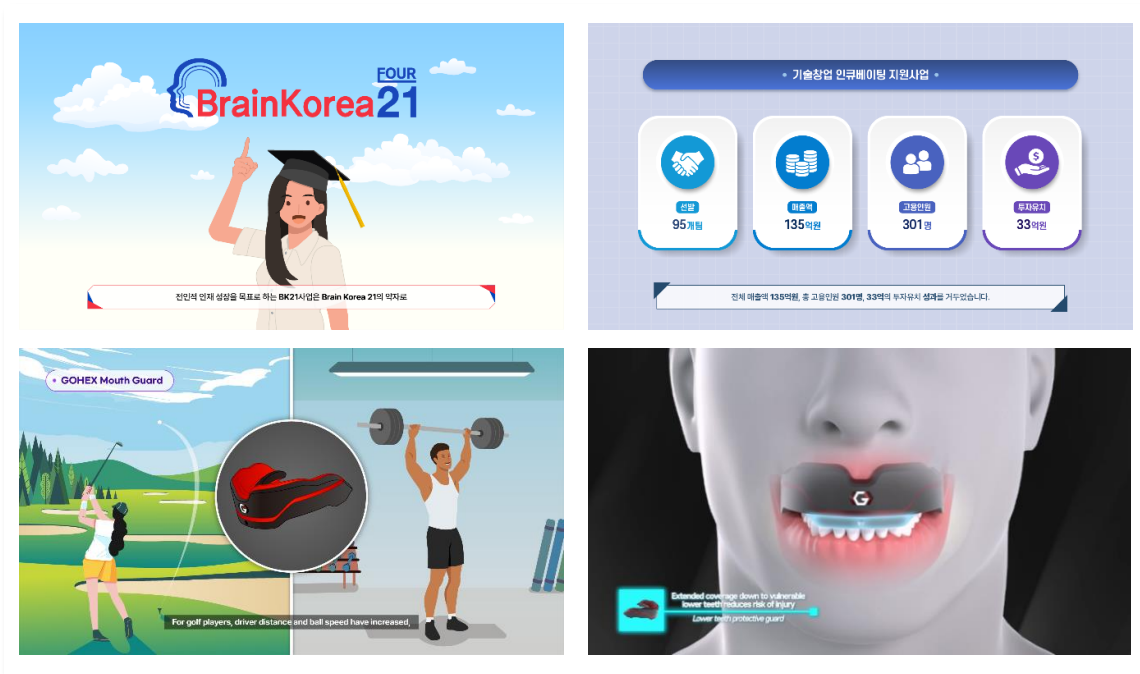 FOUR
BrainKorea 21
전인적 인재 성장을 목표로 하는 BK21사업은 Brain Korea 21의 약자로
기술창업 인큐베이팅 지원사업
선발
매출액
고용인원
투자유치
95개팀
135억원
301명
33억원
전체 매출액 135억원, 총 고용인원 301명, 33억의 투자유치 성과를 거두었습니다.
GOHEX Mouth Guard
G
For golf players, driver distance and ball speed have increased,
G
Extended coverage down to vulnerable
lower teeth reduces risk of injury
Lower teeth protective guard